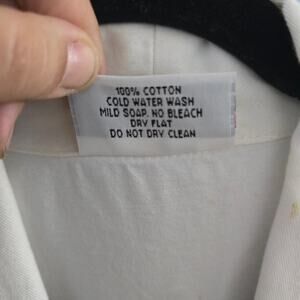 100% COTTON
COLD WATER WASH
MILD SOAP. NO BLEACH
DRY FLAT
DO NOT DRY CLEAN